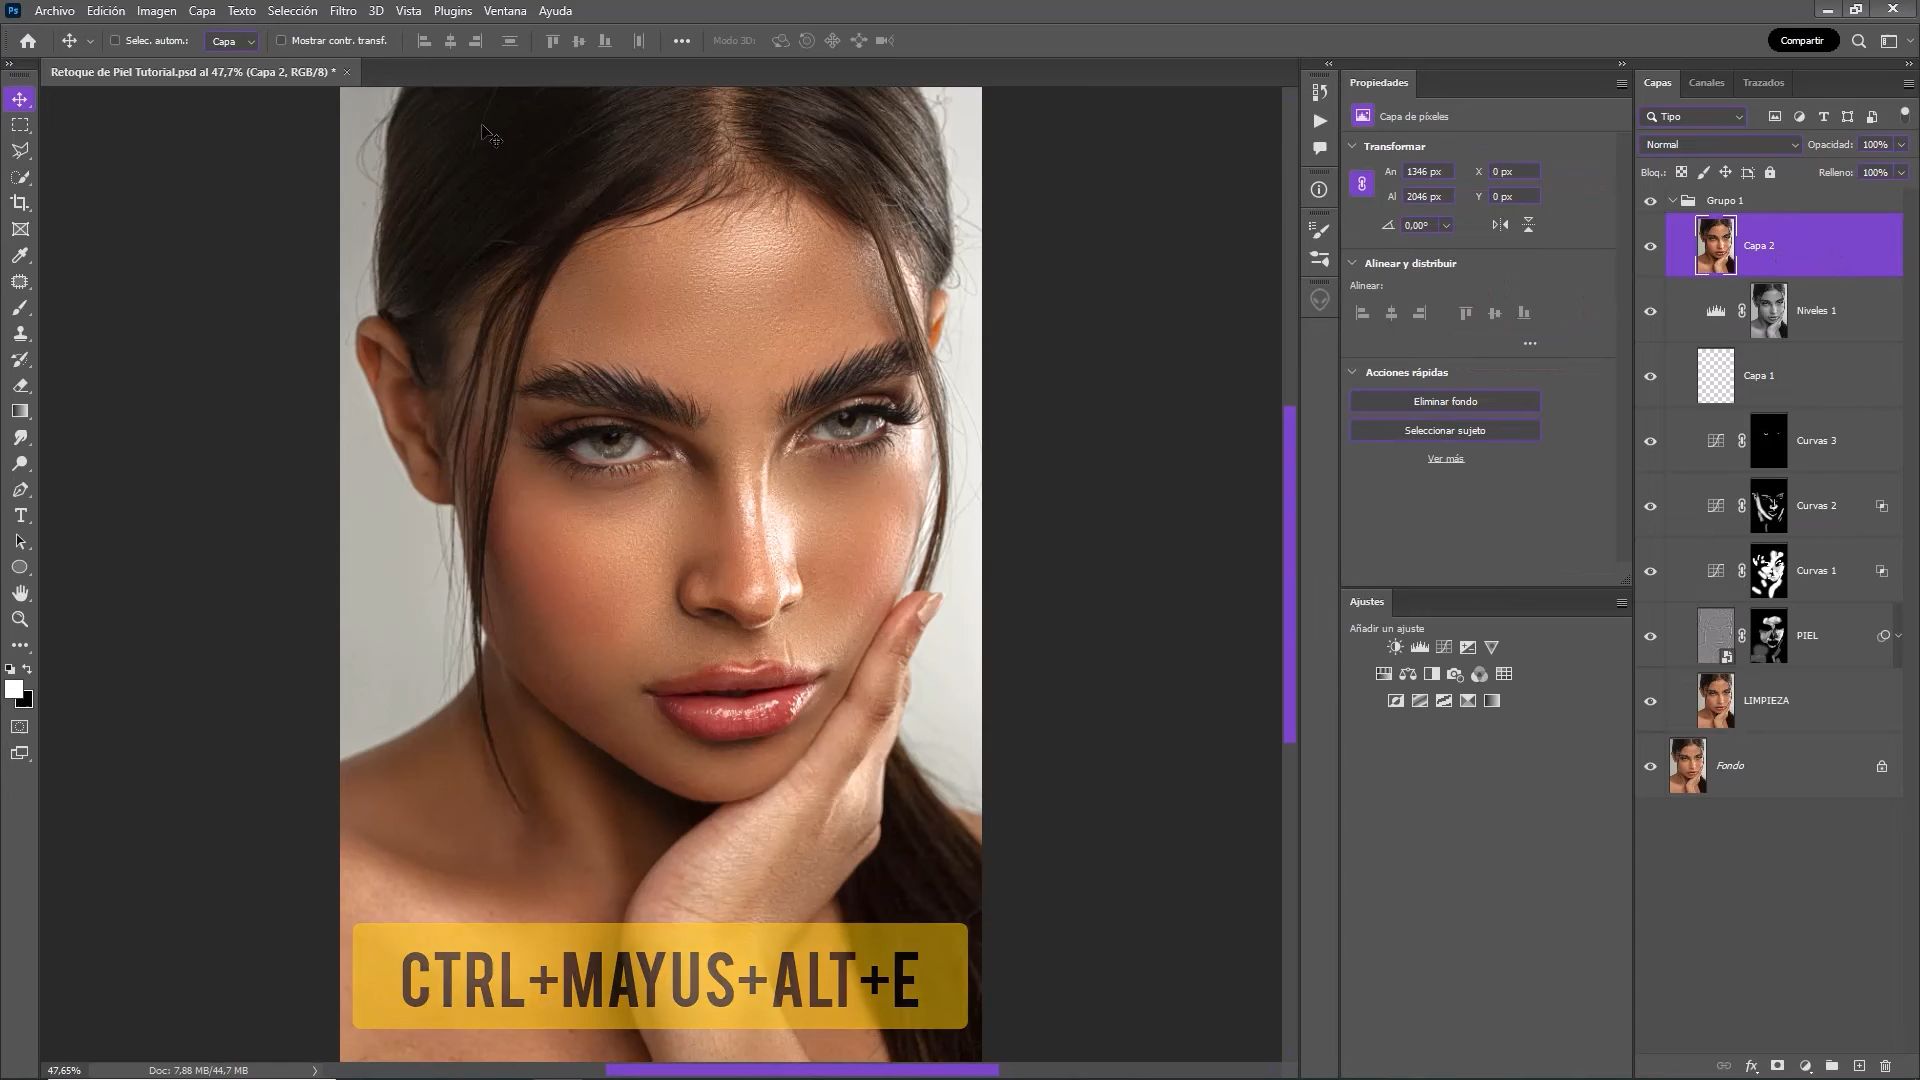 Ps Archivo Edición Imagen Capa Texto Selección Filtro 3D Vista Plugins Ventana Ayuda
Selec. autom.: Capa Mostrar contr. transf. Modo 3D: Compartir
Retoque de Piel Tutorial.psd al 47,7% (Capa 2, RGB/8) *
Propiedades
Capa de píxeles
Transformar
An 1346 px X 0 px
Al 2046 px Y 0 px
0,00°
Alinear y distribuir
Alinear:
Acciones rápidas
Eliminar fondo
Seleccionar sujeto
Ver más
Ajustes
Añadir un ajuste
Capas Canales Trazados
Tipo
Normal Opacidad: 100%
Bloq.: Relleno: 100%
Grupo 1
Capa 2
Niveles 1
Capa 1
Curvas 3
Curvas 2
Curvas 1
PIEL
LIMPIEZA
Fondo
CTRL+MAYUS+ALT+E
47,65% Doc: 7,88 MB/44,7 MB
fx